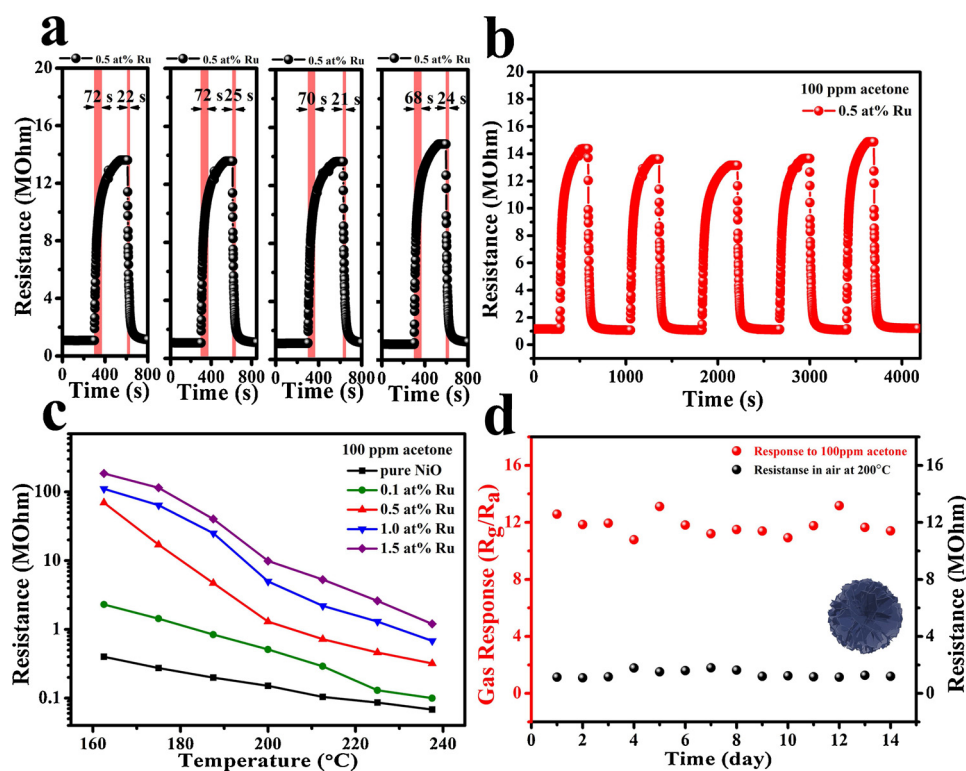 a
0.5 at% Ru 0.5 at% Ru 0.5 at% Ru 0.5 at% Ru
72 s 22 s 72 s 25 s 70 s 21 s 68 s 24 s
20
16
12
8
4
0
Resistance (MOhm)
0 400 800 0 400 800 0 400 800 0 400 800
Time (s) Time (s) Time (s) Time (s)
b
100 ppm acetone
0.5 at% Ru
20
18
16
14
12
10
8
6
4
2
0
Resistance (MOhm)
0 1000 2000 3000 4000
Time (s)
c
100 ppm acetone
pure NiO
0.1 at% Ru
0.5 at% Ru
1.0 at% Ru
1.5 at% Ru
100
10
1
0.1
Resistance (MOhm)
160 180 200 220 240
Temperature (°C)
d
Response to 100ppm acetone
Resistanse in air at 200°C
16
12
8
4
0
Gas Response (Rg/Ra)
16
12
8
4
0
Resistance (MOhm)
0 2 4 6 8 10 12 14
Time (day)